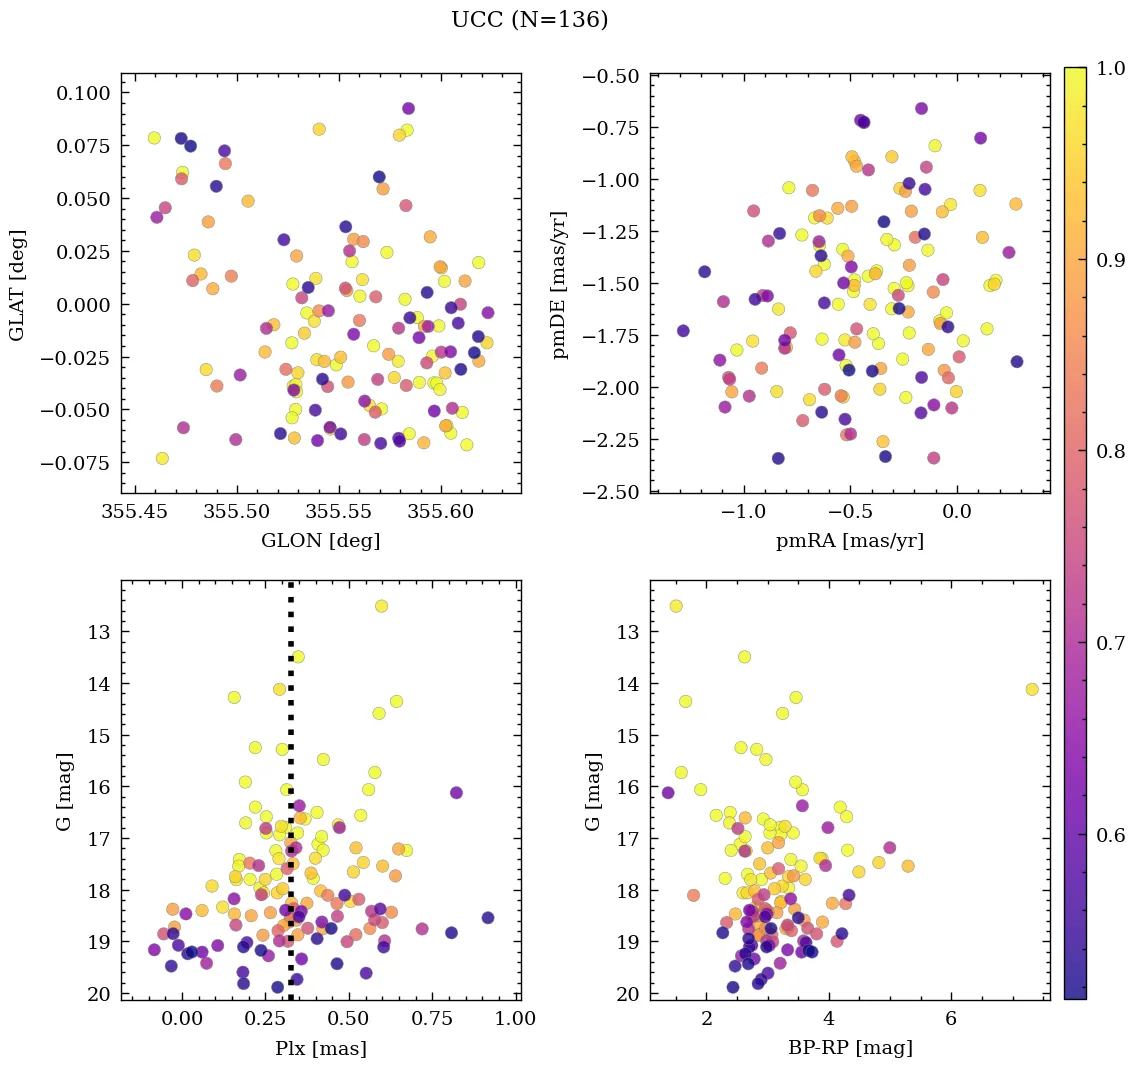 UCC (N=136)
0.100
0.075
0.050
0.025
0.000
−0.025
−0.050
−0.075
GLAT [deg]
355.45 355.50 355.55 355.60
GLON [deg]
−0.50
−0.75
−1.00
−1.25
−1.50
−1.75
−2.00
−2.25
−2.50
pmDE [mas/yr]
−1.0 −0.5 0.0
pmRA [mas/yr]
1.0
0.9
0.8
0.7
0.6
13
14
15
16
17
18
19
20
G [mag]
0.00 0.25 0.50 0.75 1.00
Plx [mas]
13
14
15
16
17
18
19
20
G [mag]
2 4 6
BP-RP [mag]